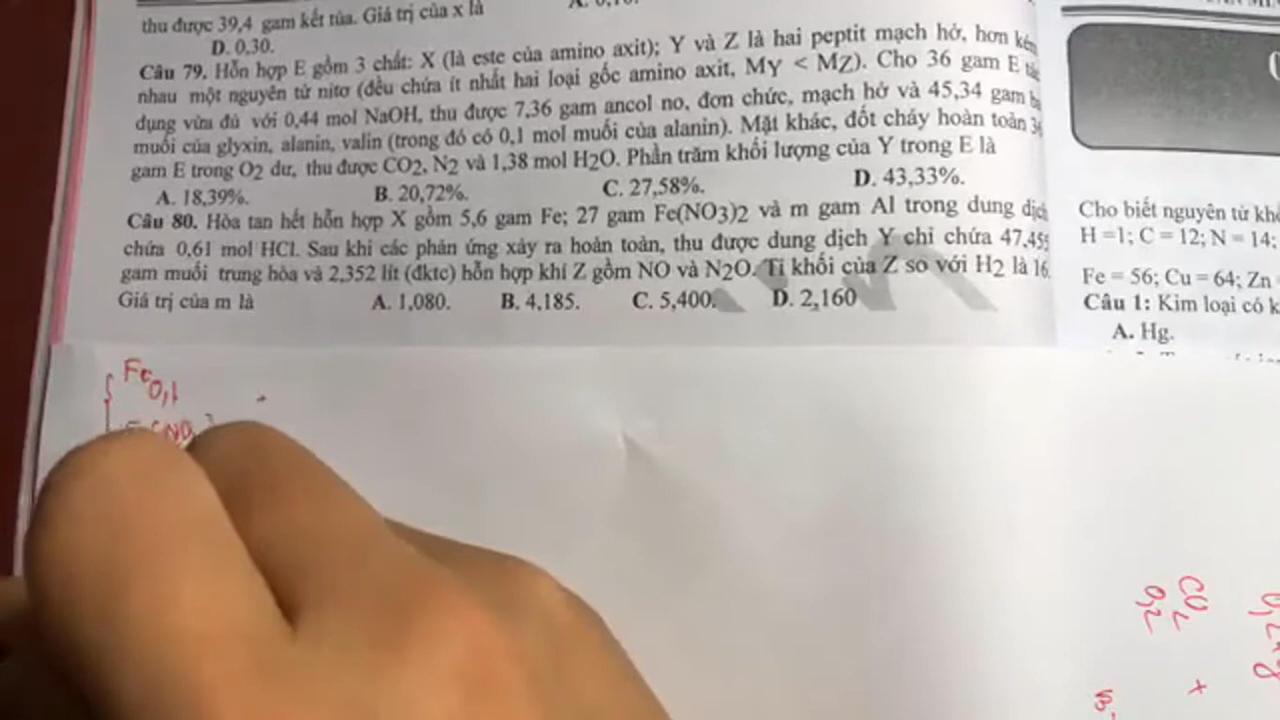 thu được 39,4 gam kết tủa. Giá trị của x là
D. 0,30.
Câu 79. Hỗn hợp E gồm 3 chất: X (là este của amino axit); Y và Z là hai peptit mạch hở, hơn kém
nhau một nguyên tử nitơ (đều chứa ít nhất hai loại gốc amino axit, MY < MZ). Cho 36 gam E
dụng vừa đủ với 0,44 mol NaOH, thu được 7,36 gam ancol no, đơn chức, mạch hở và 45,34 gam
muối của glyxin, alanin, valin (trong đó có 0,1 mol muối của alanin). Mặt khác, đốt cháy hoàn toàn
gam E trong O2 dư, thu được CO2, N2 và 1,38 mol H2O. Phần trăm khối lượng của Y trong E là
A. 18,39%. B. 20,72%. C. 27,58%. D. 43,33%.
Câu 80. Hòa tan hết hỗn hợp X gồm 5,6 gam Fe; 27 gam Fe(NO3)2 và m gam Al trong dung dịch
chứa 0,61 mol HCl. Sau khi các phản ứng xảy ra hoàn toàn, thu được dung dịch Y chỉ chứa 47,455
gam muối trung hòa và 2,352 lít (đktc) hỗn hợp khí Z gồm NO và N2O. Tỉ khối của Z so với H2 là 16.
Giá trị của m là A. 1,080. B. 4,185. C. 5,400. D. 2,160
Fe 0,1
Cho biết nguyên tử
H =1; C = 12; N = 14;
Fe = 56; Cu = 64; Zn
Câu 1: Kim loại có
A. Hg.
CO2 +
0,2